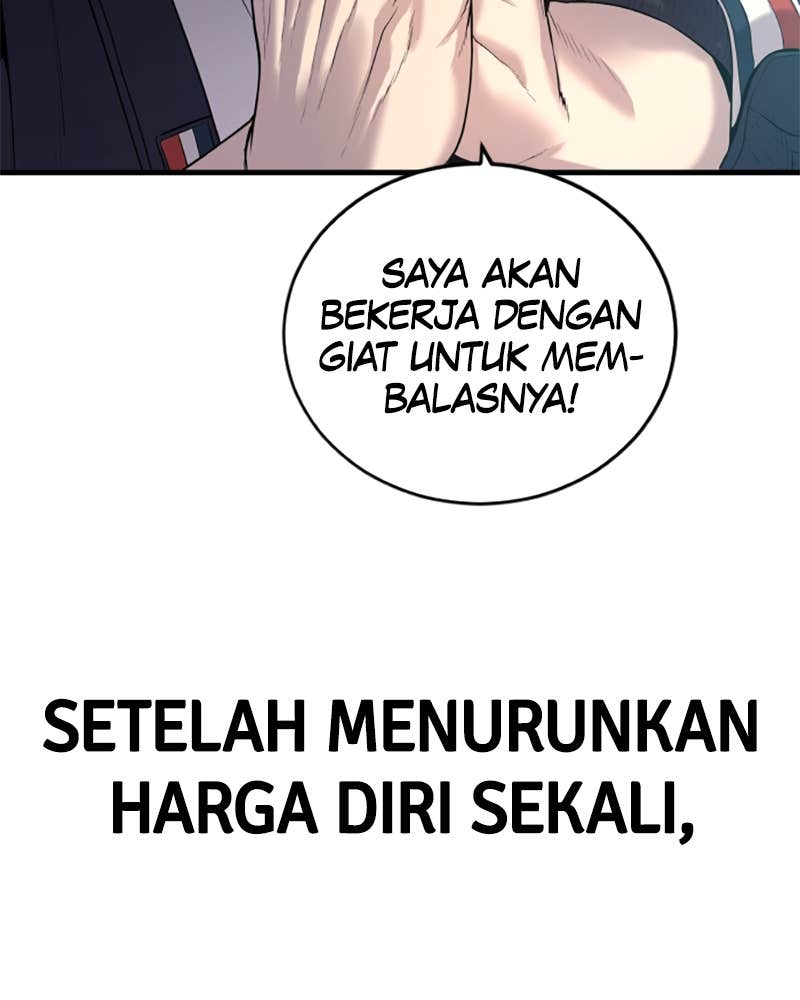 SAYA AKAN
BEKERJA DENGAN
GIAT UNTUK MEM-
BALASNYA!
SETELAH MENURUNKAN
HARGA DIRI SEKALI,